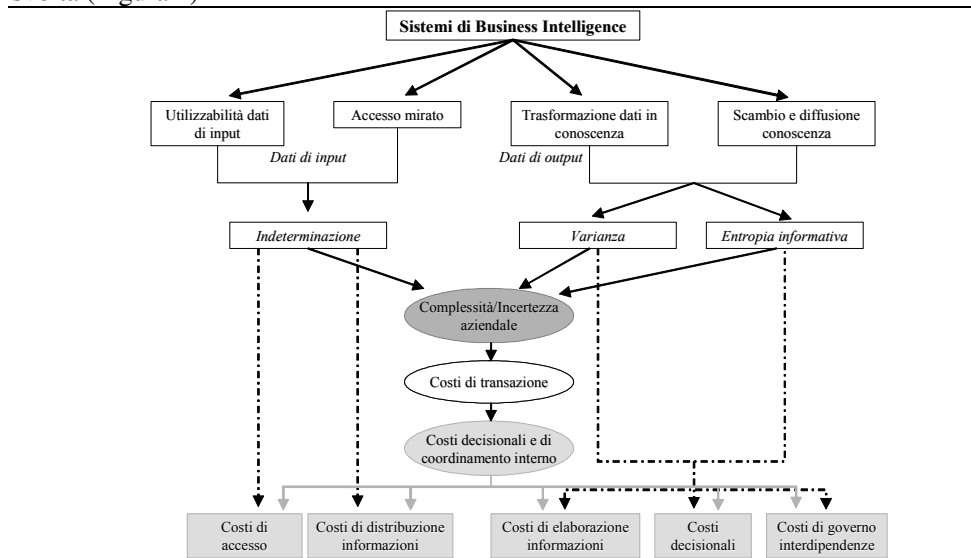 Sistemi di Business Intelligence
Utilizzabilità dati
di input
Accesso mirato
Trasformazione dati in
conoscenza
Scambio e diffusione
conoscenza
Dati di input
Dati di output
Indeterminazione
Varianza
Entropia informativa
Complessità/Incertezza
aziendale
Costi di transazione
Costi decisionali e di
coordinamento interno
Costi di
accesso
Costi di distribuzione
informazioni
Costi di elaborazione
informazioni
Costi
decisionali
Costi di governo
interdipendenze